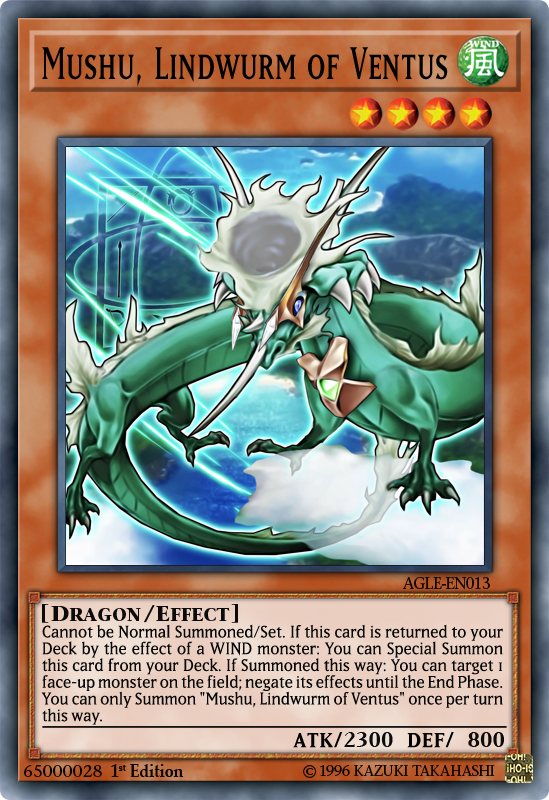 Mushu, Lindwurm of Ventus
WIND
風
AGLE-EN013
[Dragon/Effect]
Cannot be Normal Summoned/Set. If this card is returned to your
Deck by the effect of a WIND monster: You can Special Summon
this card from your Deck. If Summoned this way: You can target 1
face-up monster on the field; negate its effects until the End Phase.
You can only Summon "Mushu, Lindwurm of Ventus" once per turn
this way.
ATK/2300 DEF/ 800
65000028 1st Edition
© 1996 KAZUKI TAKAHASHI